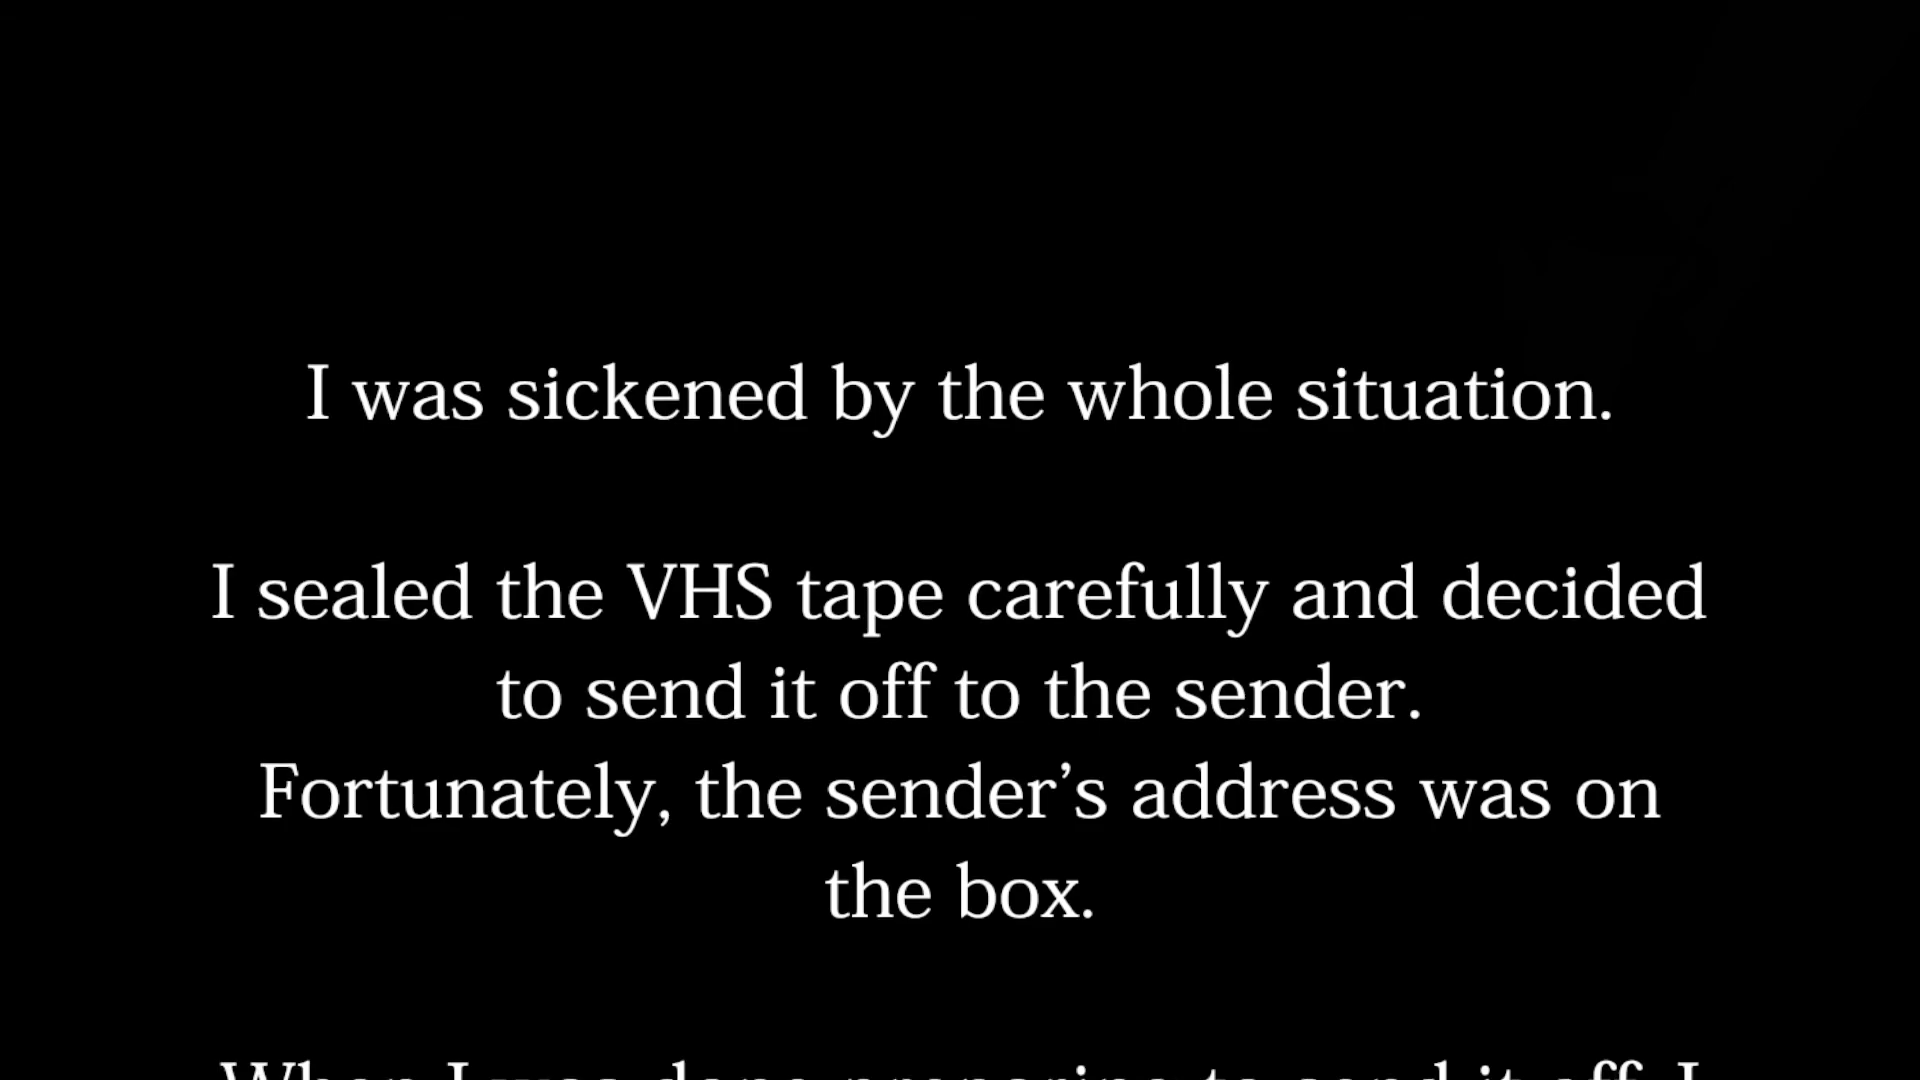 I was sickened by the whole situation.
I sealed the VHS tape carefully and decided
to send it off to the sender.
Fortunately, the sender’s address was on
the box.
When I was done preparing to send it off, I